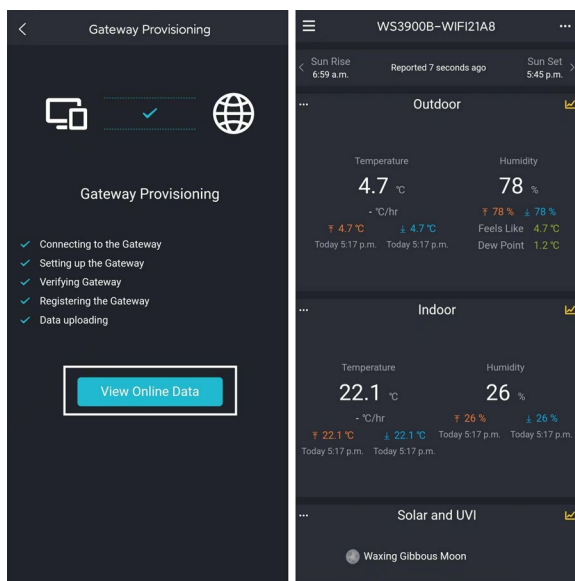 Gateway Provisioning
Gateway Provisioning
Connecting to the Gateway
Setting up the Gateway
Verifying Gateway
Registering the Gateway
Data uploading
View Online Data
WS3900B-WIFI21A8
Sun Rise
6:59 a.m.
Reported 7 seconds ago
Sun Set
5:45 p.m.
Outdoor
Temperature
4.7 ℃
- ℃/hr
4.7 ℃ 4.7 ℃
Today 5:17 p.m. Today 5:17 p.m.
Humidity
78 %
78 % 78 %
Feels Like 4.7 ℃
Dew Point 1.2 ℃
Indoor
Temperature
22.1 ℃
- ℃/hr
22.1 ℃ 22.1 ℃
Today 5:17 p.m. Today 5:17 p.m.
Humidity
26 %
26 % 26 %
Today 5:17 p.m. Today 5:17 p.m.
Solar and UVI
Waxing Gibbous Moon